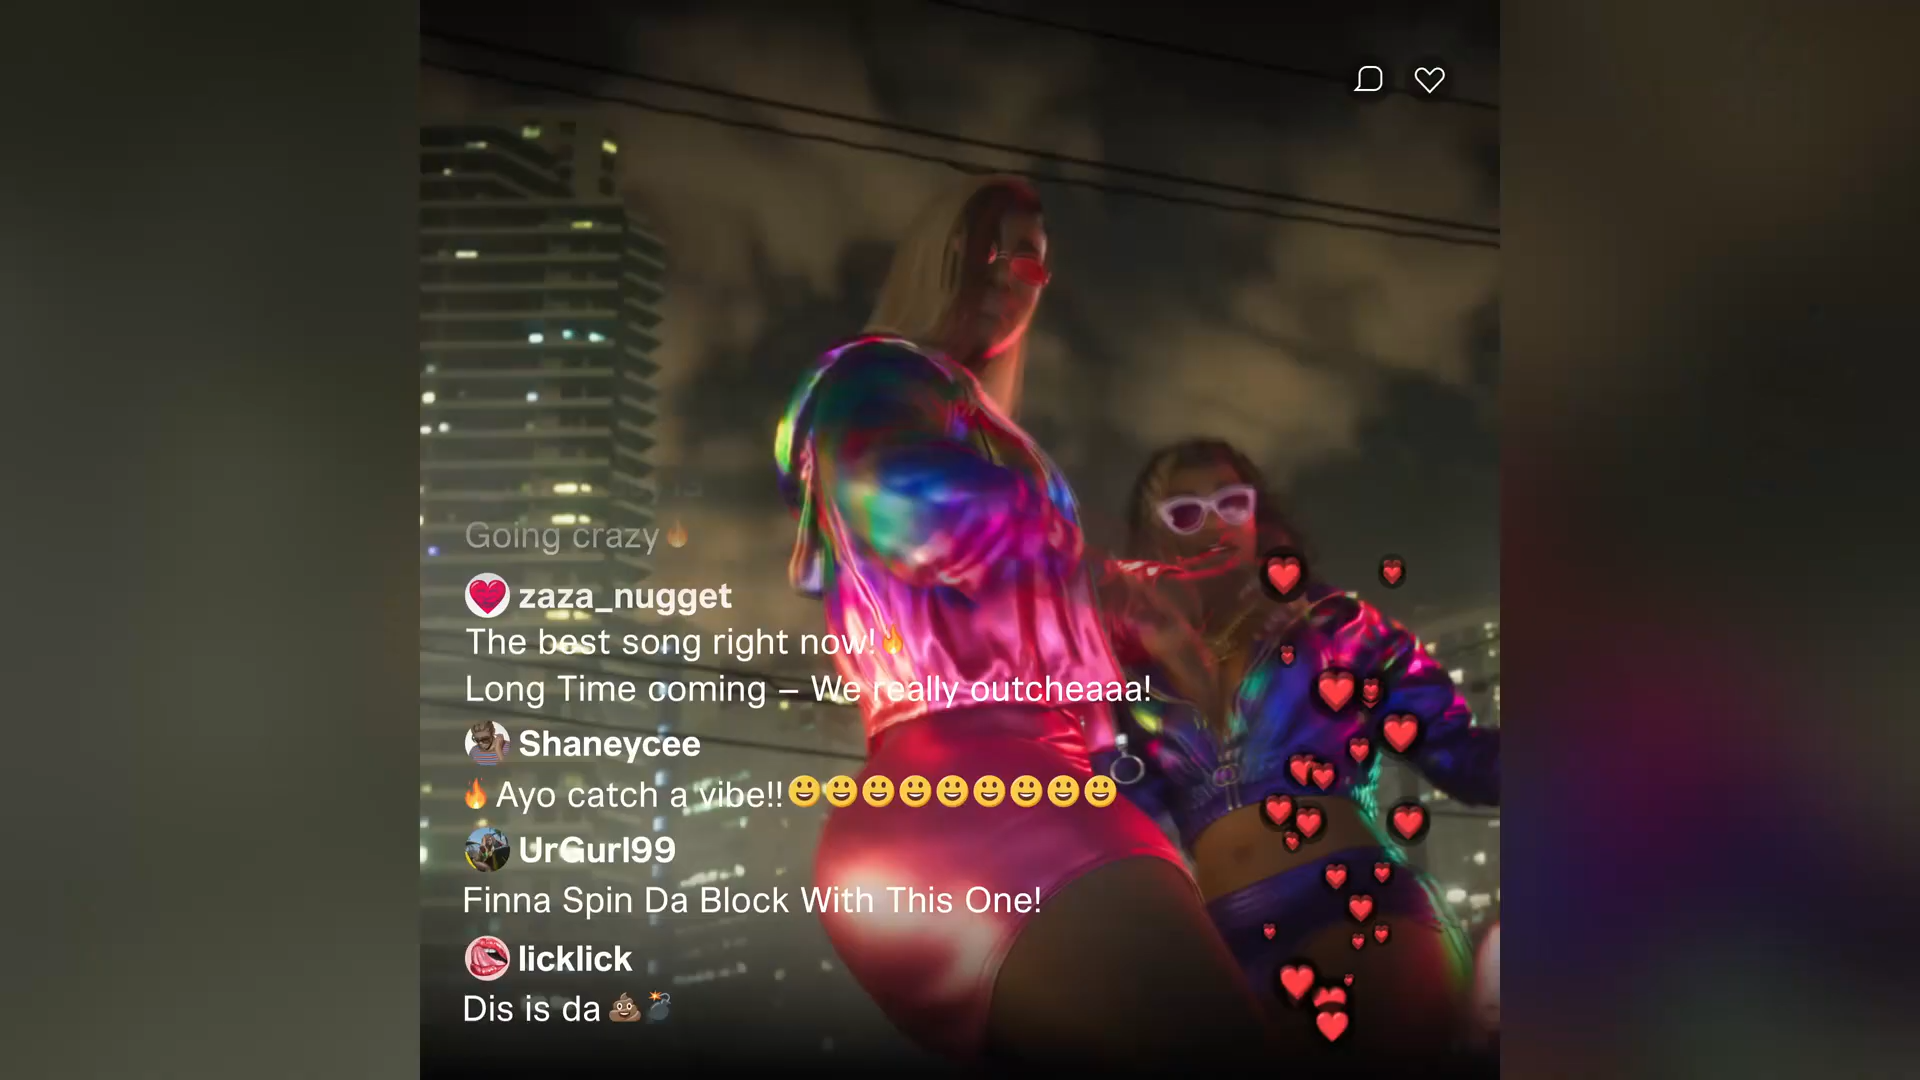 Going crazy🔥
zaza_nugget
The best song right now!🔥
Long Time coming – We really outcheaaa!
Shaneycee
🔥Ayo catch a vibe!!😀😀😀😀😀😀😀😀😀
UrGurl99
Finna Spin Da Block With This One!
licklick
Dis is da💩💣